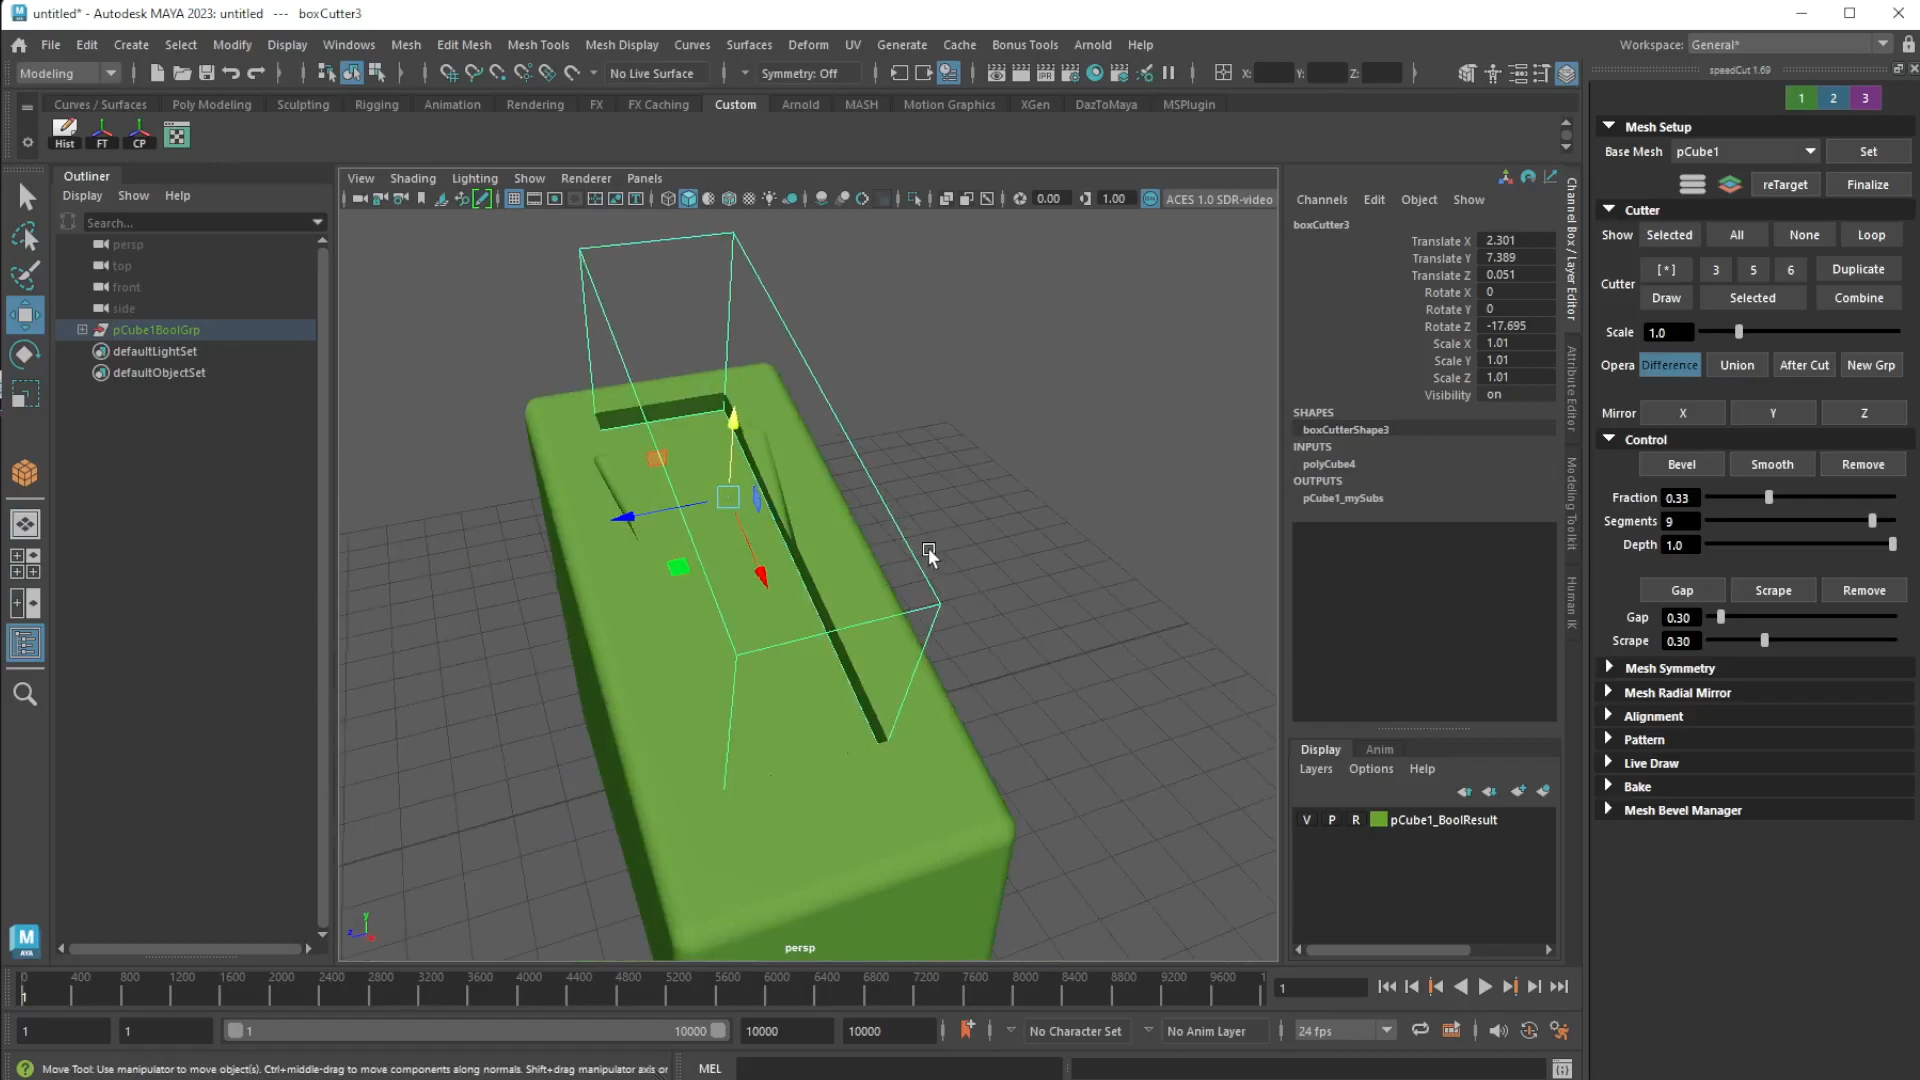 untitled* - Autodesk MAYA 2023: untitled --- boxCutter3
File Edit Create Select Modify Display Windows Mesh Edit Mesh Mesh Tools Mesh Display Curves Surfaces Deform UV Generate Cache Bonus Tools Arnold Help
Workspace: General*
Modeling
No Live Surface
Symmetry: Off
X: Y: Z:
speedCut 1.69
Curves / Surfaces Poly Modeling Sculpting Rigging Animation Rendering FX FX Caching Custom Arnold MASH Motion Graphics XGen DazToMaya MSPlugin
Hist FT CP
1 2 3
Mesh Setup
Base Mesh pCube1 Set
reTarget Finalize
Cutter
Show Selected All None Loop
Cutter [*] 3 5 6 Duplicate
Draw Selected Combine
Scale 1.0
Opera Difference Union After Cut New Grp
Mirror X Y Z
Control
Bevel Smooth Remove
Fraction 0.33
Segments 9
Depth 1.0
Gap Scrape Remove
Gap 0.30
Scrape 0.30
Mesh Symmetry
Mesh Radial Mirror
Alignment
Pattern
Live Draw
Bake
Mesh Bevel Manager
Outliner
Display Show Help
Search...
persp
top
front
side
pCube1BoolGrp
defaultLightSet
defaultObjectSet
View Shading Lighting Show Renderer Panels
0.00 1.00 ACES 1.0 SDR-video
persp
y
z
Channels Edit Object Show
boxCutter3
Translate X 2.301
Translate Y 7.389
Translate Z 0.051
Rotate X 0
Rotate Y 0
Rotate Z -17.695
Scale X 1.01
Scale Y 1.01
Scale Z 1.01
Visibility on
SHAPES
boxCutterShape3
INPUTS
polyCube4
OUTPUTS
pCube1_mySubs
Channel Box / Layer Editor
Attribute Editor
Modeling Toolkit
Human IK
Display Anim
Layers Options Help
V P R pCube1_BoolResult
M
AYA
0 400 800 1200 1600 2000 2400 2800 3200 3600 4000 4400 4800 5200 5600 6000 6400 6800 7200 7600 8000 8400 8800 9200 9600 1
1
1
1 1 1 10000 10000 10000 No Character Set No Anim Layer 24 fps
Move Tool: Use manipulator to move object(s). Ctrl+middle-drag to move components along normals. Shift+drag manipulator axis or
MEL